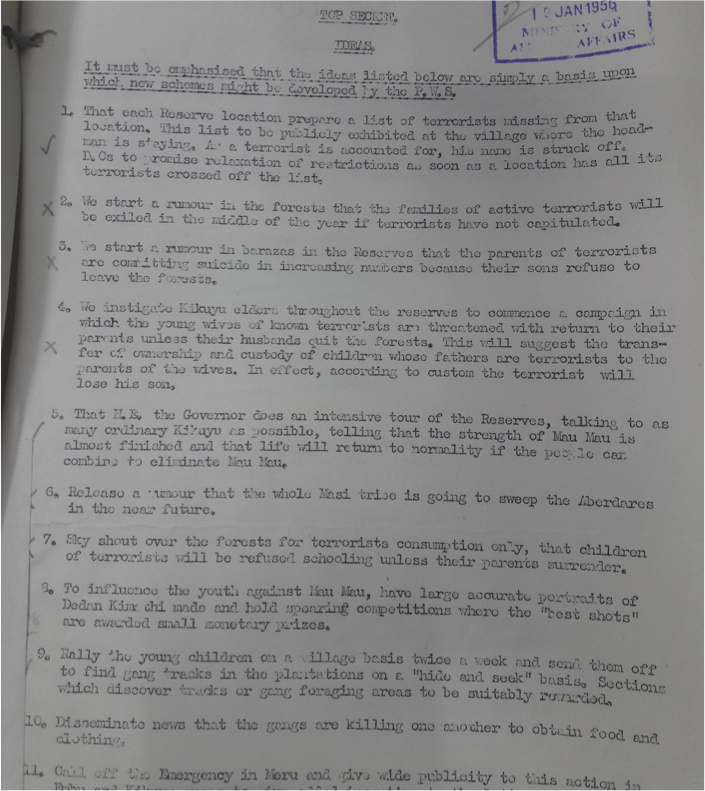 TOP SECRET.
19 JAN 1956
MINISTRY OF
AFFAIRS
IDEAS.
It must be emphasised that the ideas listed below are simply a basis upon
which new schemes might be developed by the P.W.S.
1. That each Reserve location prepare a list of terrorists missing from that
location. This list to be publicly exhibited at the village where the head-
man is staying. As a terrorist is accounted for, his name is struck off.
D.Cs to promise relaxation of restrictions as soon as a location has all its
terrorists crossed off the list.
2. We start a rumour in the forests that the families of active terrorists will
be exiled in the middle of the year if terrorists have not capitulated.
3. We start a rumour in barazas in the Reserves that the parents of terrorists
are committing suicide in increasing numbers because their sons refuse to
leave the forests.
4. We instigate Kikuyu elders throughout the reserves to commence a campaign in
which the young wives of known terrorists are threatened with return to their
parents unless their husbands quit the forests. This will suggest the trans-
fer of ownership and custody of children whose fathers are terrorists to the
parents of the wives. In effect, according to custom the terrorist will
lose his son,
5. That H.E. the Governor does an intensive tour of the Reserves, talking to as
many ordinary Kikuyu as possible, telling that the strength of Mau Mau is
almost finished and that life will return to normality if the people can
combine to eliminate Mau Mau.
6. Release a rumour that the whole Masi tribe is going to sweep the Aberdares
in the near future.
7. Sky shout over the forests for terrorists consumption only, that children
of terrorists will be refused schooling unless their parents surrender.
8. To influence the youth against Mau Mau, have large accurate portraits of
Dedan Kimachi made and hold spearing competitions where the "best shots"
are awarded small monetary prizes.
9. Rally the young children on a village basis twice a week and send them off
to find gang tracks in the plantations on a "hide and seek" basis. Sections
which discover tracks or gang foraging areas to be suitably rewarded.
10. Disseminate news that the gangs are killing one another to obtain food and
clothing.
11. Call off the Emergency in Meru and give wide publicity to this action in